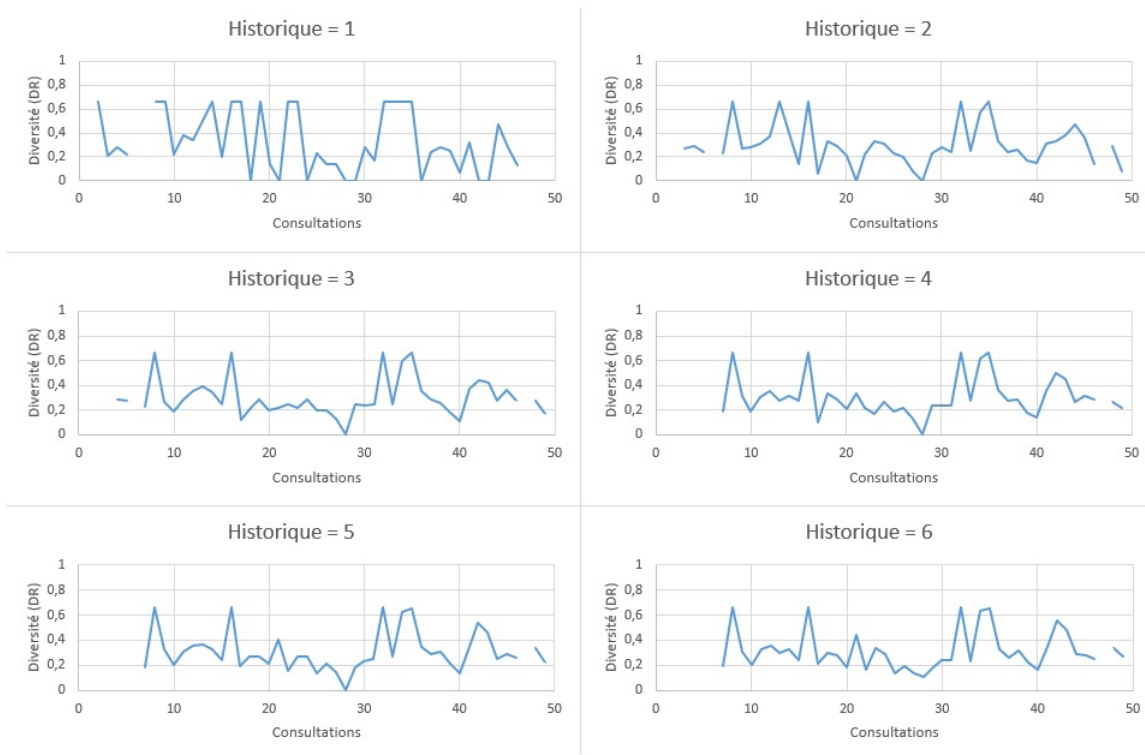 Historique = 1
Diversité (DR)
1
0,8
0,6
0,4
0,2
0
0 10 20 30 40 50
Consultations
Historique = 2
Diversité (DR)
1
0,8
0,6
0,4
0,2
0
0 10 20 30 40 50
Consultations
Historique = 3
Diversité (DR)
1
0,8
0,6
0,4
0,2
0
0 10 20 30 40 50
Consultations
Historique = 4
Diversité (DR)
1
0,8
0,6
0,4
0,2
0
0 10 20 30 40 50
Consultations
Historique = 5
Diversité (DR)
1
0,8
0,6
0,4
0,2
0
0 10 20 30 40 50
Consultations
Historique = 6
Diversité (DR)
1
0,8
0,6
0,4
0,2
0
0 10 20 30 40 50
Consultations